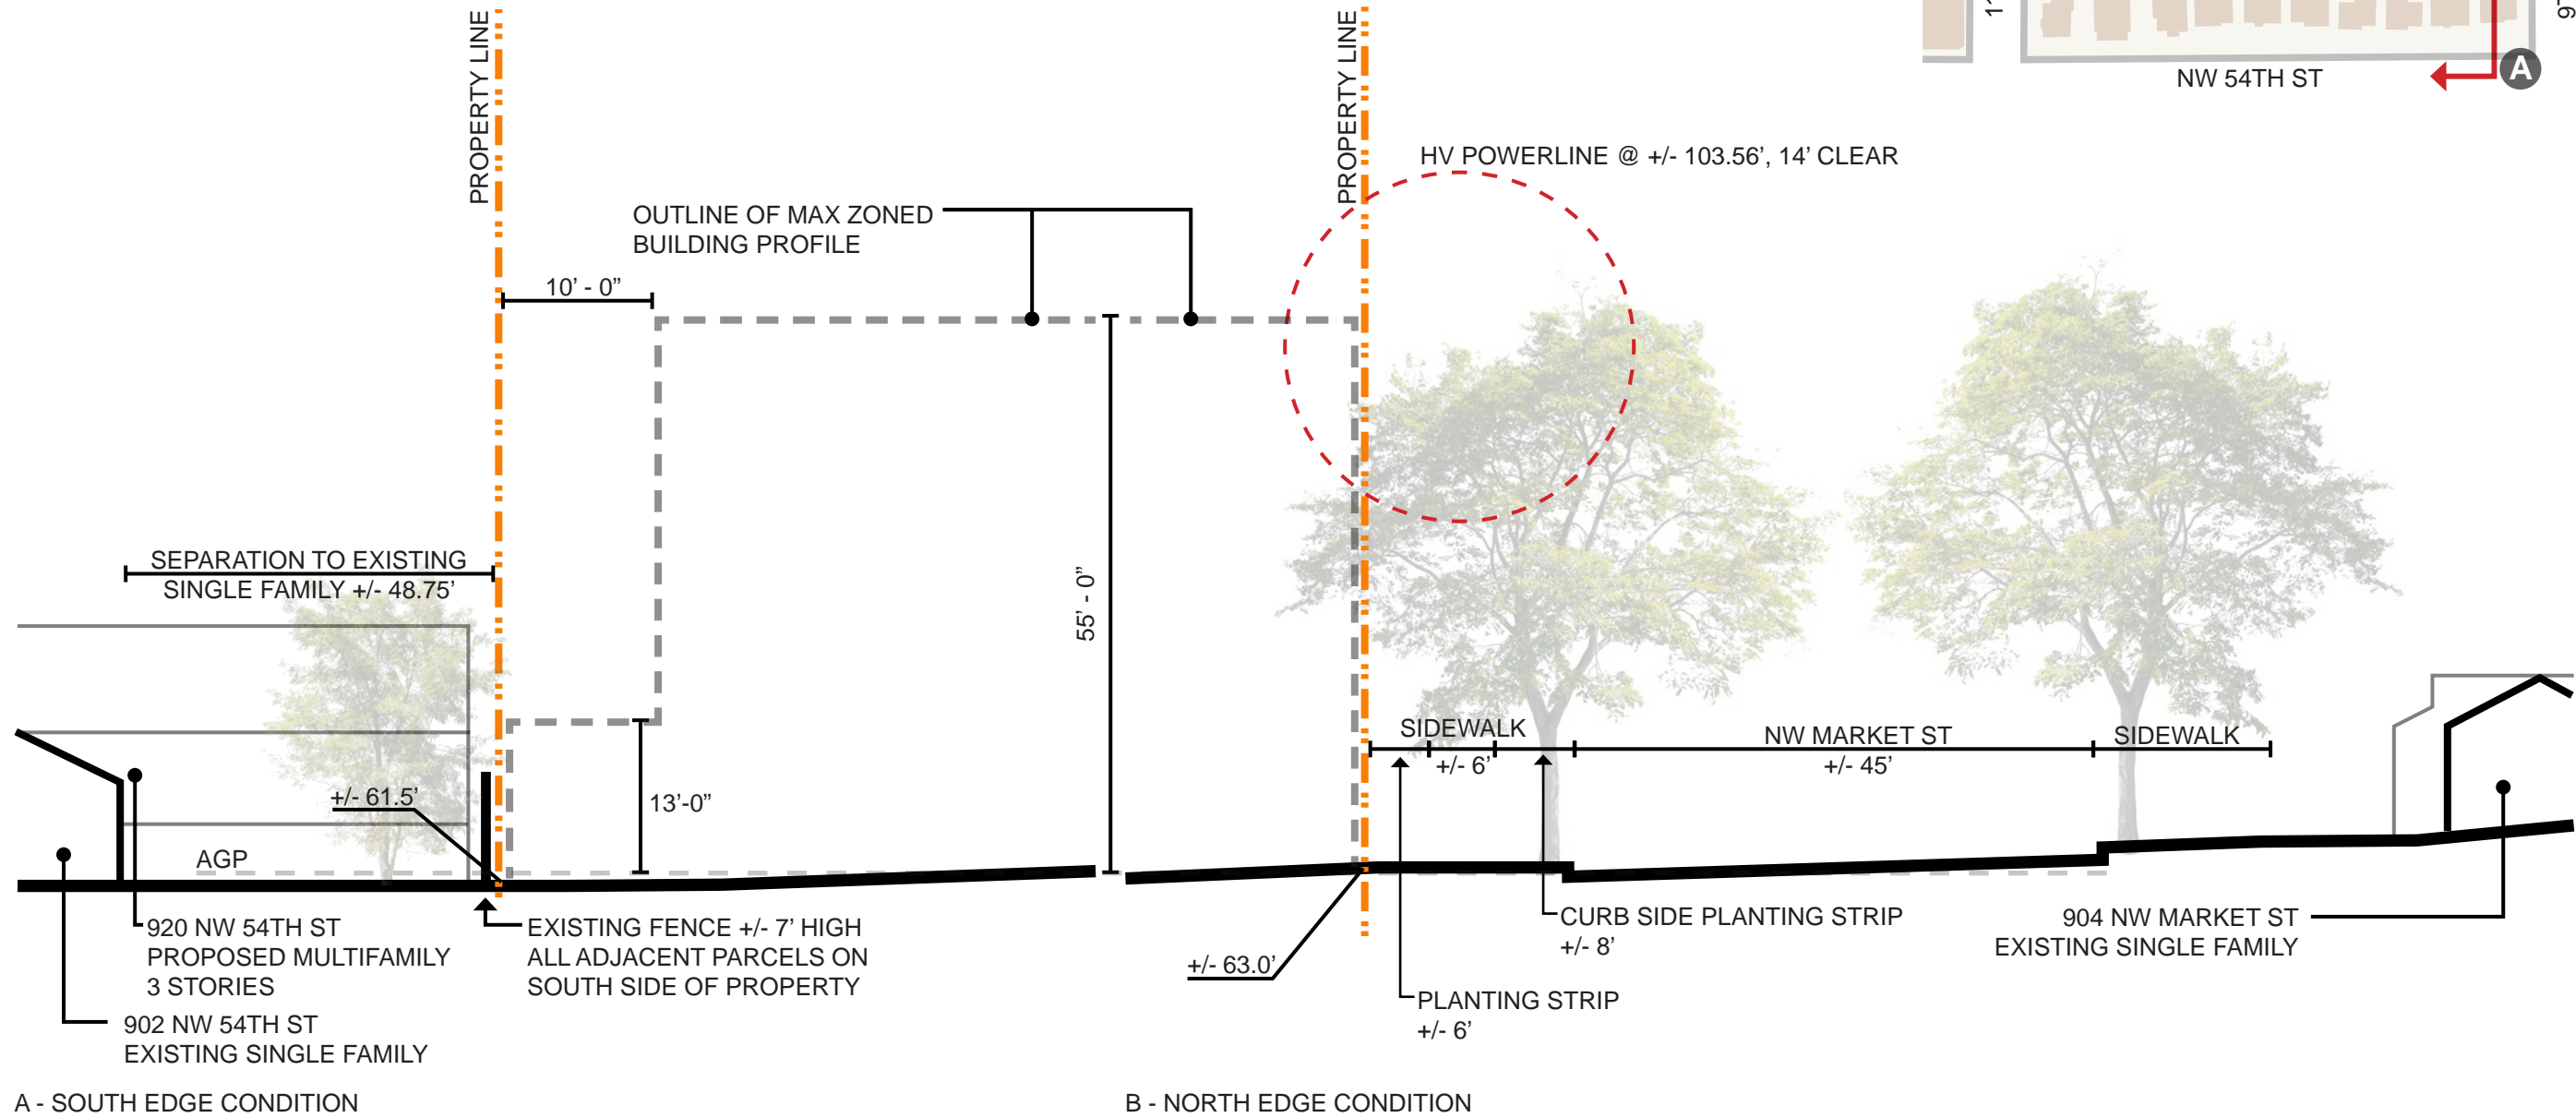 PROPERTY LINE
PROPERTY LINE
NW 54TH ST
A
HV POWERLINE @ +/- 103.56', 14' CLEAR
OUTLINE OF MAX ZONED
BUILDING PROFILE
10' - 0"
SEPARATION TO EXISTING
SINGLE FAMILY +/- 48.75'
55' - 0"
SIDEWALK
+/- 6'
NW MARKET ST
+/- 45'
SIDEWALK
+/- 61.5'
13'-0"
AGP
920 NW 54TH ST
PROPOSED MULTIFAMILY
3 STORIES
902 NW 54TH ST
EXISTING SINGLE FAMILY
EXISTING FENCE +/- 7' HIGH
ALL ADJACENT PARCELS ON
SOUTH SIDE OF PROPERTY
+/- 63.0'
CURB SIDE PLANTING STRIP
+/- 8'
PLANTING STRIP
+/- 6'
904 NW MARKET ST
EXISTING SINGLE FAMILY
A - SOUTH EDGE CONDITION
B - NORTH EDGE CONDITION